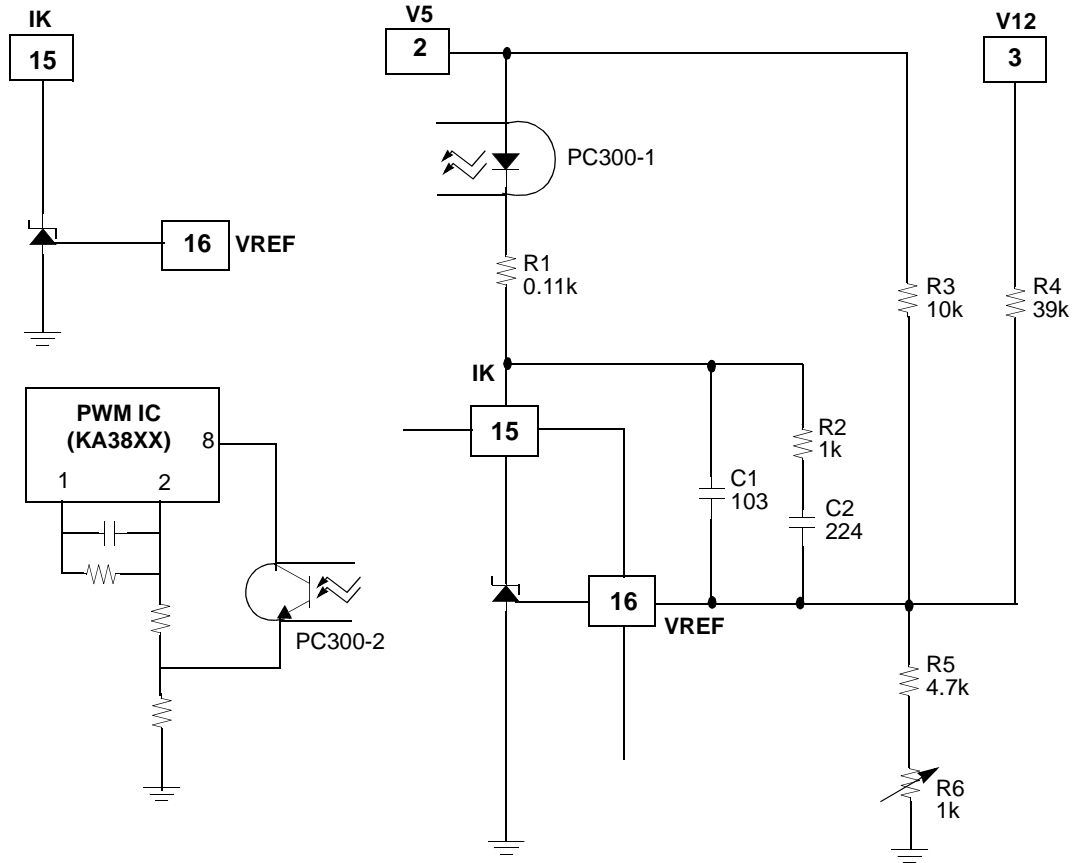 IK
15
16 VREF
V5
2
V12
3
PC300-1
R1
0.11k
R3
10k
R4
39k
IK
15
R2
1k
C1
103
C2
224
16
VREF
R5
4.7k
R6
1k
PWM IC
(KA38XX)
8
1 2
PC300-2